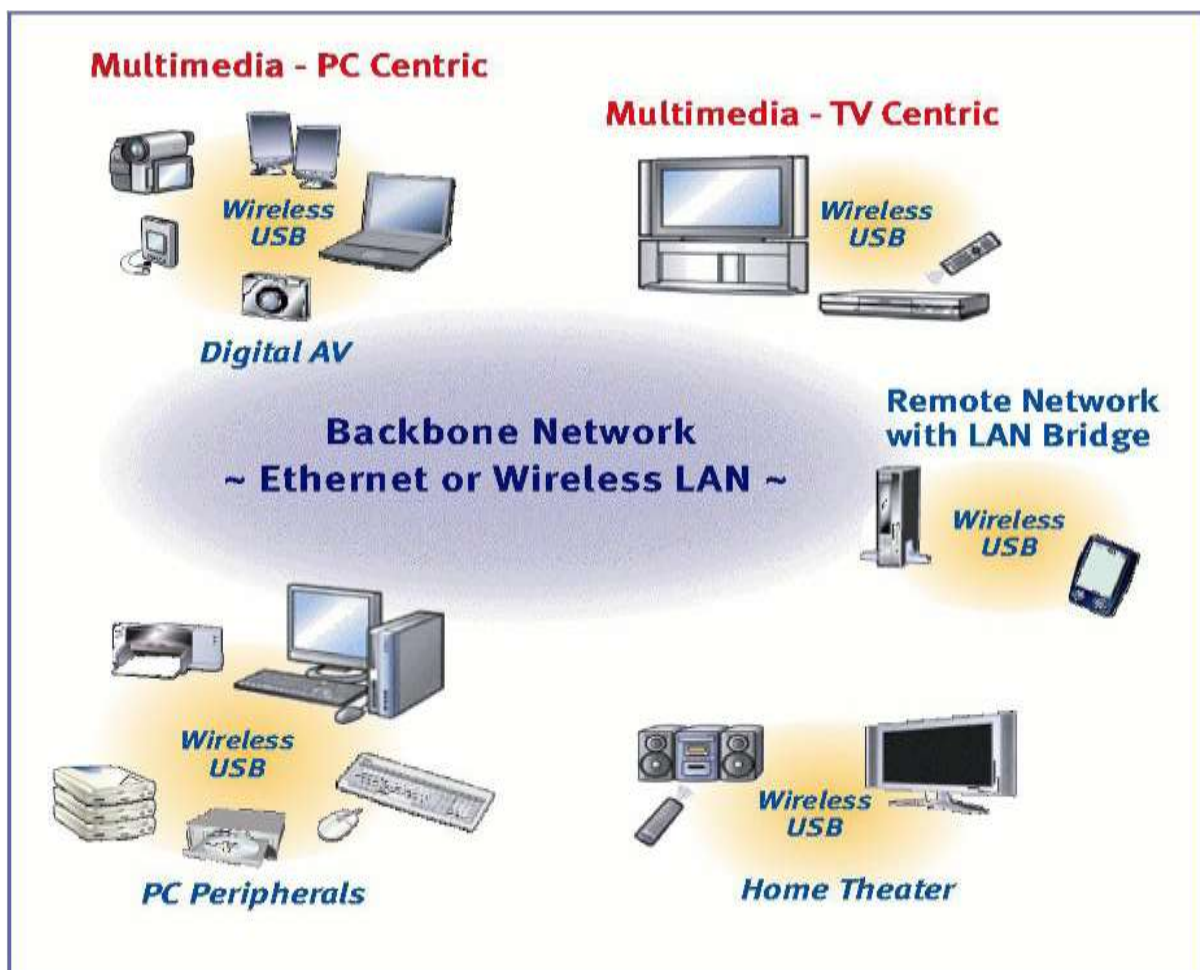 Multimedia - PC Centric
Multimedia - TV Centric
Wireless
USB
Wireless
USB
Digital AV
Backbone Network
~ Ethernet or Wireless LAN ~
Remote Network
with LAN Bridge
Wireless
USB
Wireless
USB
Wireless
USB
PC Peripherals
Home Theater